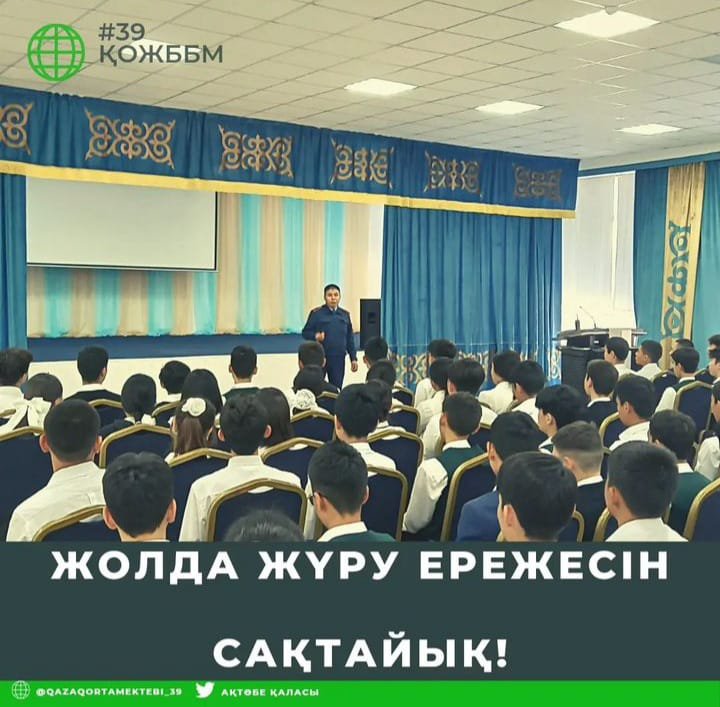 #39
ҚОЖББМ
ЖОЛДА ЖҮРУ ЕРЕЖЕСІН
САҚТАЙЫҚ!
@QAZAQORTAMEKTEBI_39 АҚТӨБЕ ҚАЛАСЫ